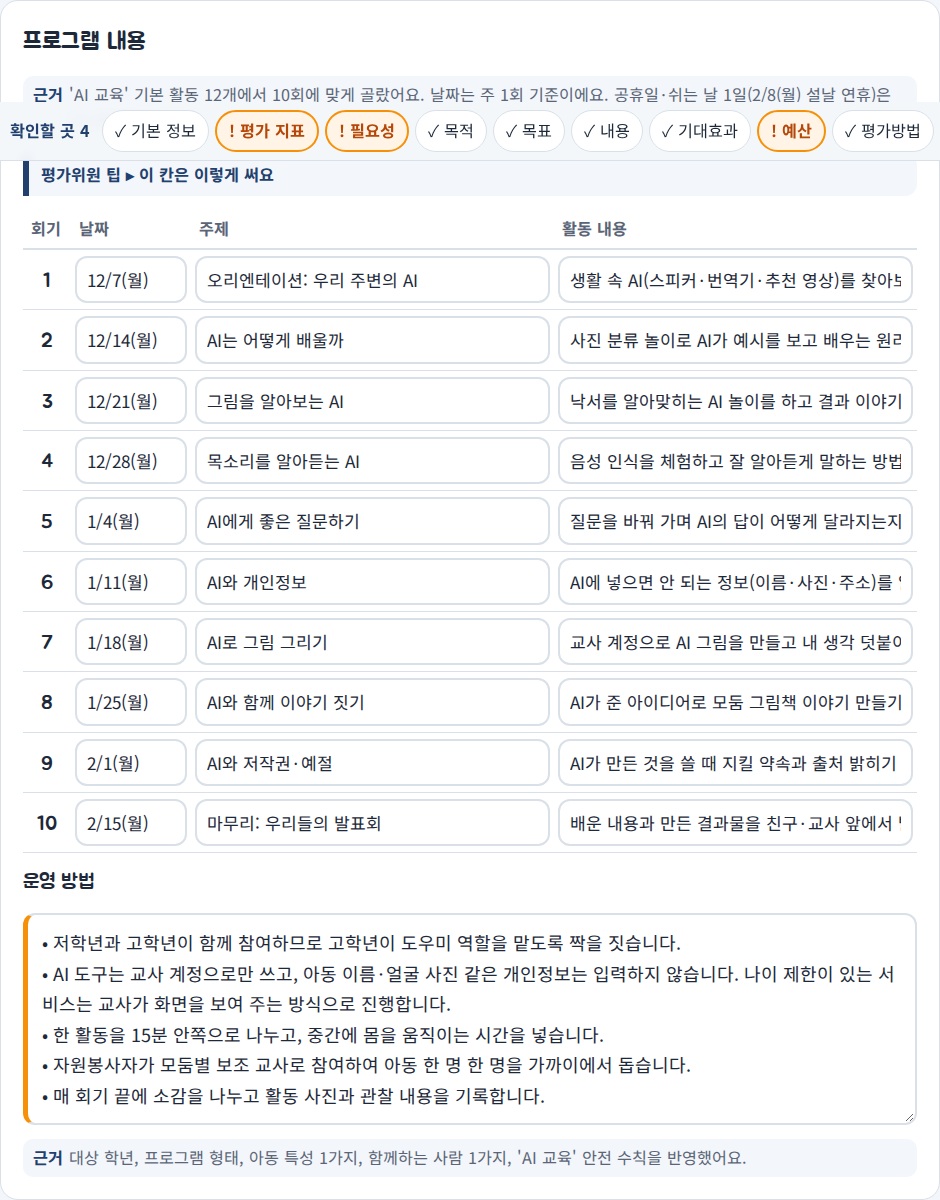 프로그램 내용
근거 'AI 교육' 기본 활동 12개에서 10회에 맞게 골랐어요. 날짜는 주 1회 기준이에요. 공휴일·쉬는 날 1일(2/8(월) 설날 연휴)은
확인할 곳 4 ✓ 기본 정보 ! 평가 지표 ! 필요성 ✓ 목적 ✓ 목표 ✓ 내용 ✓ 기대효과 ! 예산 ✓ 평가방법
평가위원 팁 ▸ 이 칸은 이렇게 써요
회기 날짜 주제 활동 내용
1 12/7(월) 오리엔테이션: 우리 주변의 AI 생활 속 AI(스피커·번역기·추천 영상)를 찾아보
2 12/14(월) AI는 어떻게 배울까 사진 분류 놀이로 AI가 예시를 보고 배우는 원리
3 12/21(월) 그림을 알아보는 AI 낙서를 알아맞히는 AI 놀이를 하고 결과 이야기
4 12/28(월) 목소리를 알아듣는 AI 음성 인식을 체험하고 잘 알아듣게 말하는 방법
5 1/4(월) AI에게 좋은 질문하기 질문을 바꿔 가며 AI의 답이 어떻게 달라지는지
6 1/11(월) AI와 개인정보 AI에 넣으면 안 되는 정보(이름·사진·주소)를
7 1/18(월) AI로 그림 그리기 교사 계정으로 AI 그림을 만들고 내 생각 덧붙이
8 1/25(월) AI와 함께 이야기 짓기 AI가 준 아이디어로 모둠 그림책 이야기 만들기
9 2/1(월) AI와 저작권·예절 AI가 만든 것을 쓸 때 지킬 약속과 출처 밝히기
10 2/15(월) 마무리: 우리들의 발표회 배운 내용과 만든 결과물을 친구·교사 앞에서
운영 방법
• 저학년과 고학년이 함께 참여하므로 고학년이 도우미 역할을 맡도록 짝을 짓습니다.
• AI 도구는 교사 계정으로만 쓰고, 아동 이름·얼굴 사진 같은 개인정보는 입력하지 않습니다. 나이 제한이 있는 서
비스는 교사가 화면을 보여 주는 방식으로 진행합니다.
• 한 활동을 15분 안쪽으로 나누고, 중간에 몸을 움직이는 시간을 넣습니다.
• 자원봉사자가 모둠별 보조 교사로 참여하여 아동 한 명 한 명을 가까이에서 돕습니다.
• 매 회기 끝에 소감을 나누고 활동 사진과 관찰 내용을 기록합니다.
근거 대상 학년, 프로그램 형태, 아동 특성 1가지, 함께하는 사람 1가지, 'AI 교육' 안전 수칙을 반영했어요.